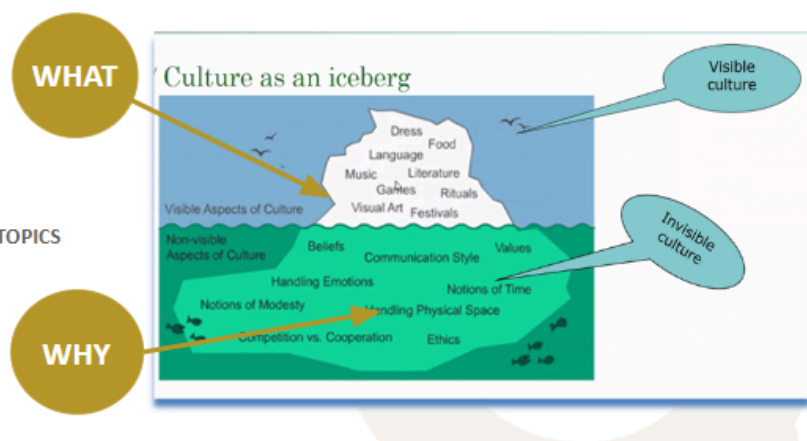 WHAT
Culture as an iceberg
Visible
culture
Dress
Food
Language
Music
Literature
Games
Rituals
Visual Art
Festivals
Visible Aspects of Culture
TOPICS
Non-visible
Aspects of Culture
Beliefs
Communication Style
Values
Invisible
culture
Handling Emotions
Notions of Time
Notions of Modesty
Handling Physical Space
WHY
Competition vs. Cooperation
Ethics